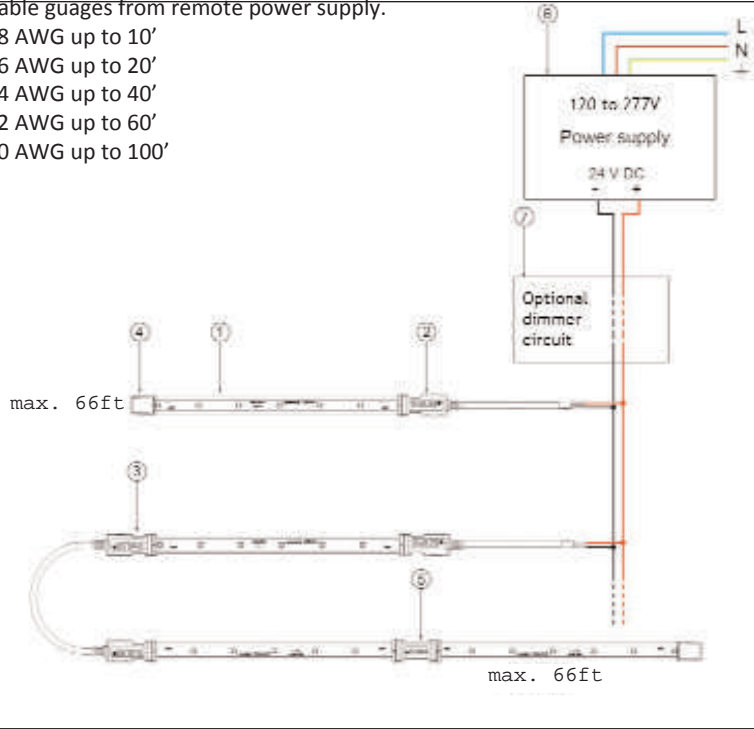 able guages from remote power supply.
8 AWG up to 10’
6 AWG up to 20’
4 AWG up to 40’
2 AWG up to 60’
0 AWG up to 100’
6
L
N
120 to 277V
Power supply
24 V DC
- +
7
Optional
dimmer
circuit
4 1 2
max. 66ft
3
5
max. 66ft